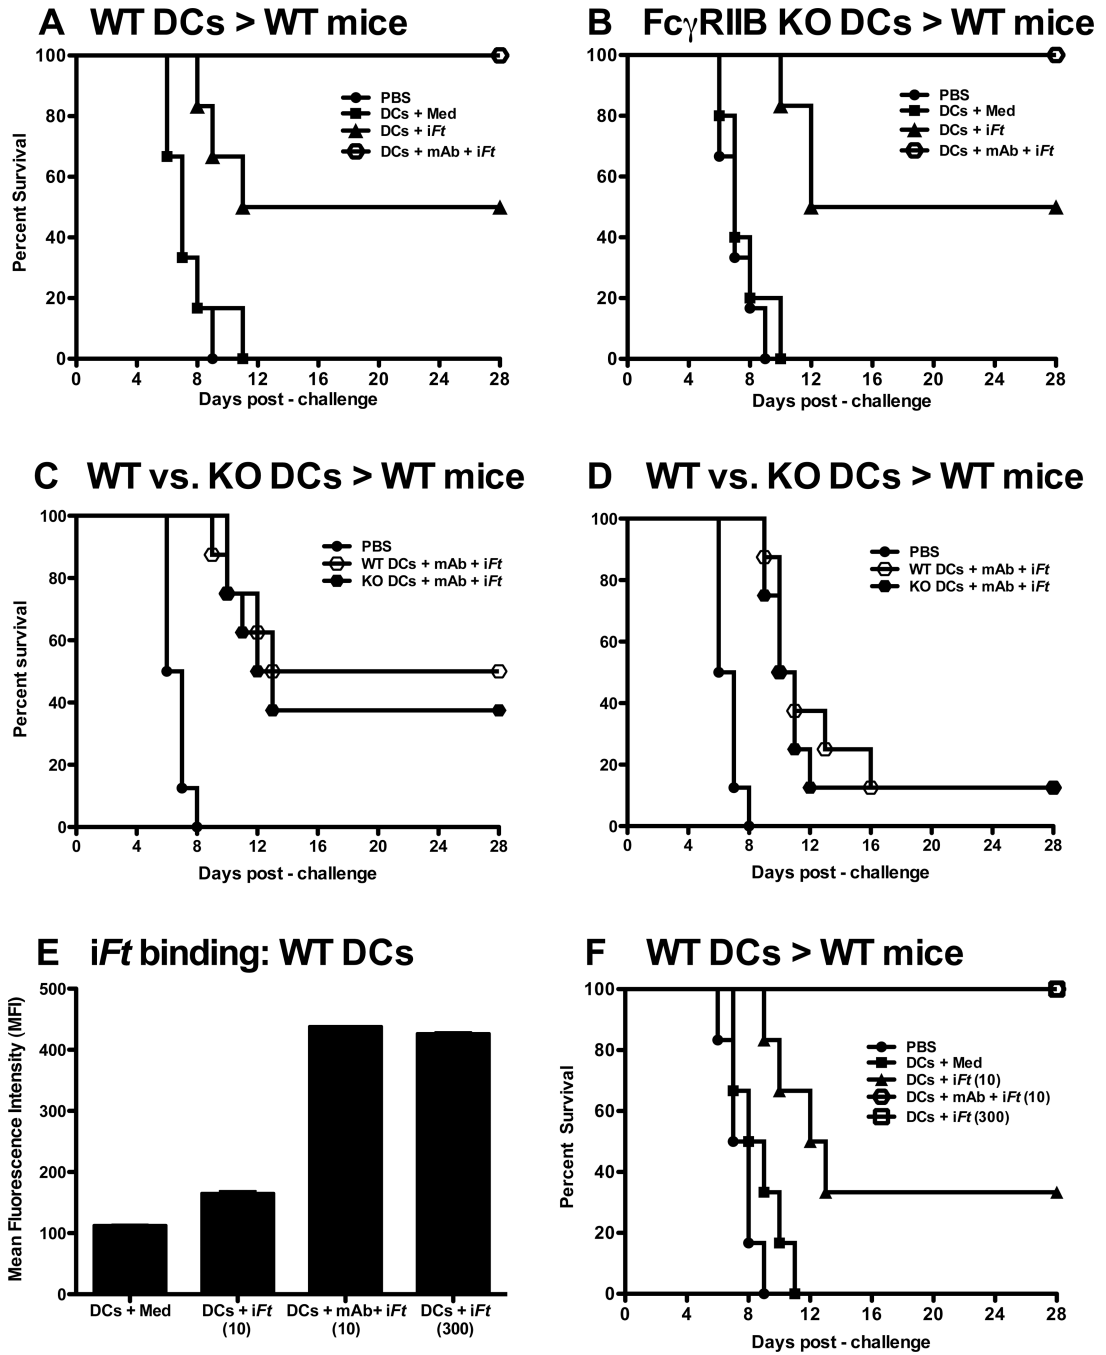 A WT DCs > WT mice
100
80
60
40
20
0
Percent Survival
PBS
DCs + Med
DCs + iFt
DCs + mAb + iFt
0 4 8 12 16 20 24 28
Days post - challenge
B FcγRIIB KO DCs > WT mice
100
80
60
40
20
0
PBS
DCs + Med
DCs + iFt
DCs + mAb + iFt
0 4 8 12 16 20 24 28
Days post - challenge
C WT vs. KO DCs > WT mice
100
80
60
40
20
0
Percent survival
PBS
WT DCs + mAb + iFt
KO DCs + mAb + iFt
0 4 8 12 16 20 24 28
Days post - challenge
D WT vs. KO DCs > WT mice
100
80
60
40
20
0
PBS
WT DCs + mAb + iFt
KO DCs + mAb + iFt
0 4 8 12 16 20 24 28
Days post - challenge
E iFt binding: WT DCs
500
400
300
200
100
0
Mean Fluorescence Intensity (MFI)
DCs + Med
DCs + iFt
(10)
DCs + mAb+ iFt
(10)
DCs + iFt
(300)
F WT DCs > WT mice
100
80
60
40
20
0
Percent Survival
PBS
DCs + Med
DCs + iFt (10)
DCs + mAb + iFt (10)
DCs + iFt (300)
0 4 8 12 16 20 24 28
Days post - challenge